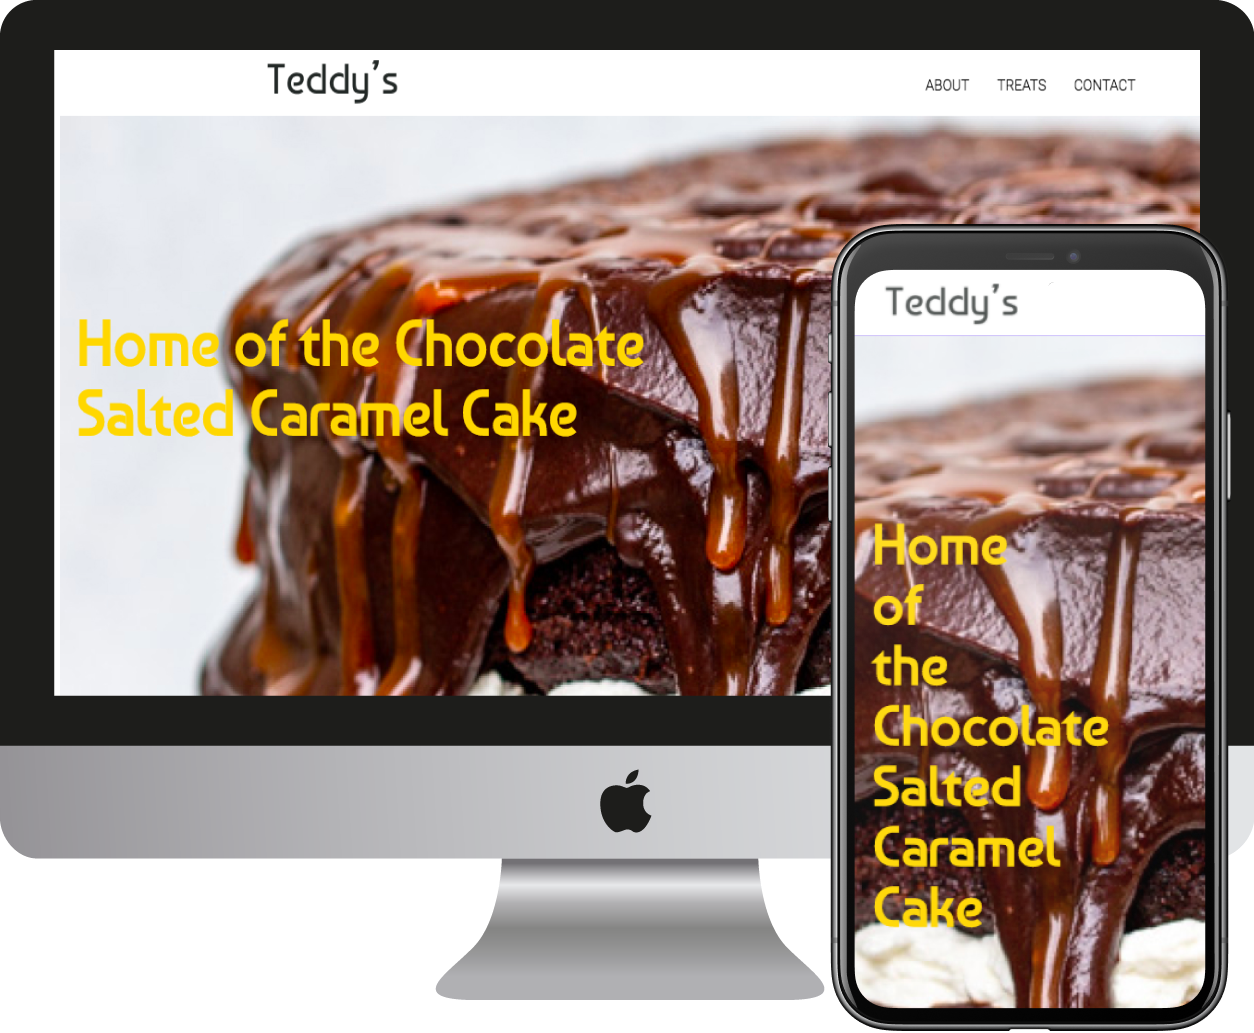 Teddy’s
ABOUT TREATS CONTACT
Home of the Chocolate
Salted Caramel Cake
Teddy’s
Home
of
the
Chocolate
Salted
Caramel
Cake